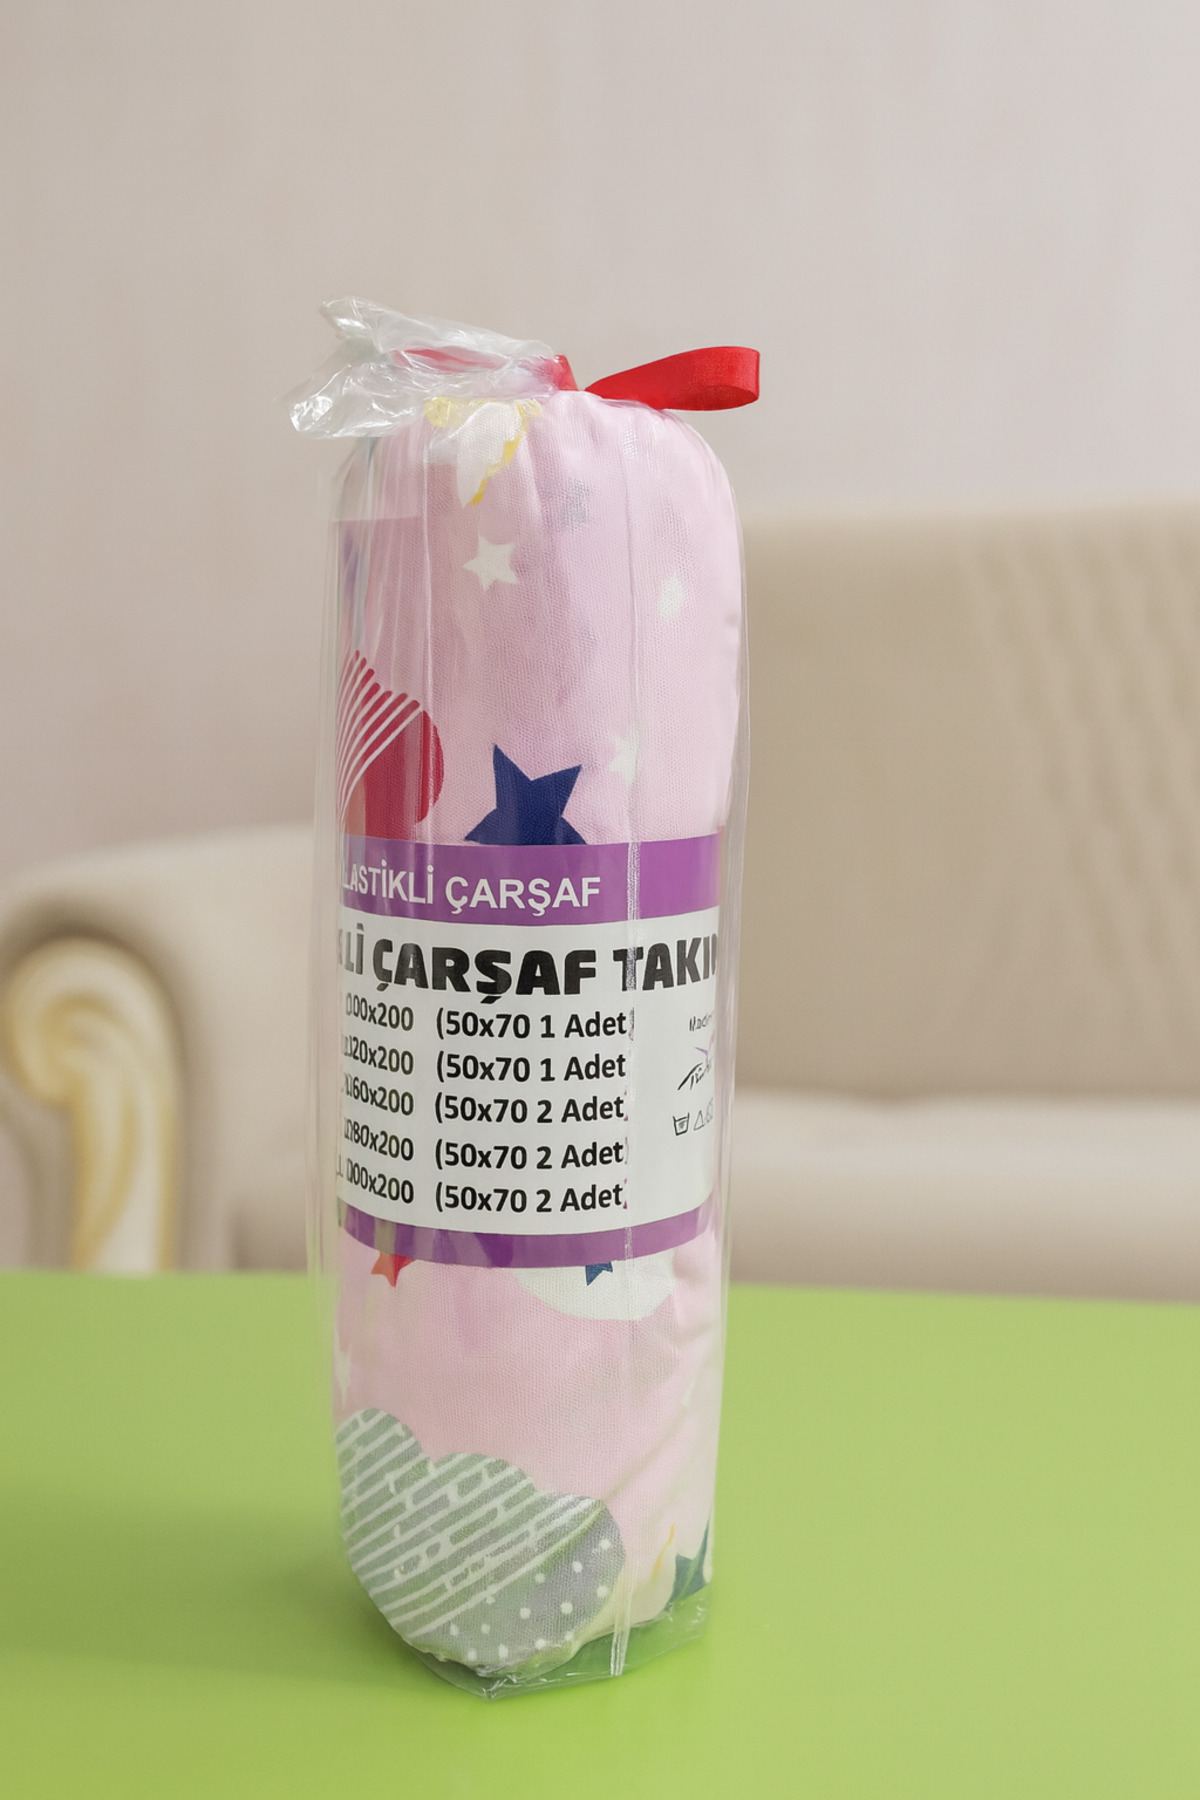 LASTİKLİ ÇARŞAF
Lİ ÇARŞAF TAKI
00x200 (50x70 1 Adet)
20x200 (50x70 1 Adet
60x200 (50x70 2 Adet)
80x200 (50x70 2 Adet)
00x200 (50x70 2 Adet)